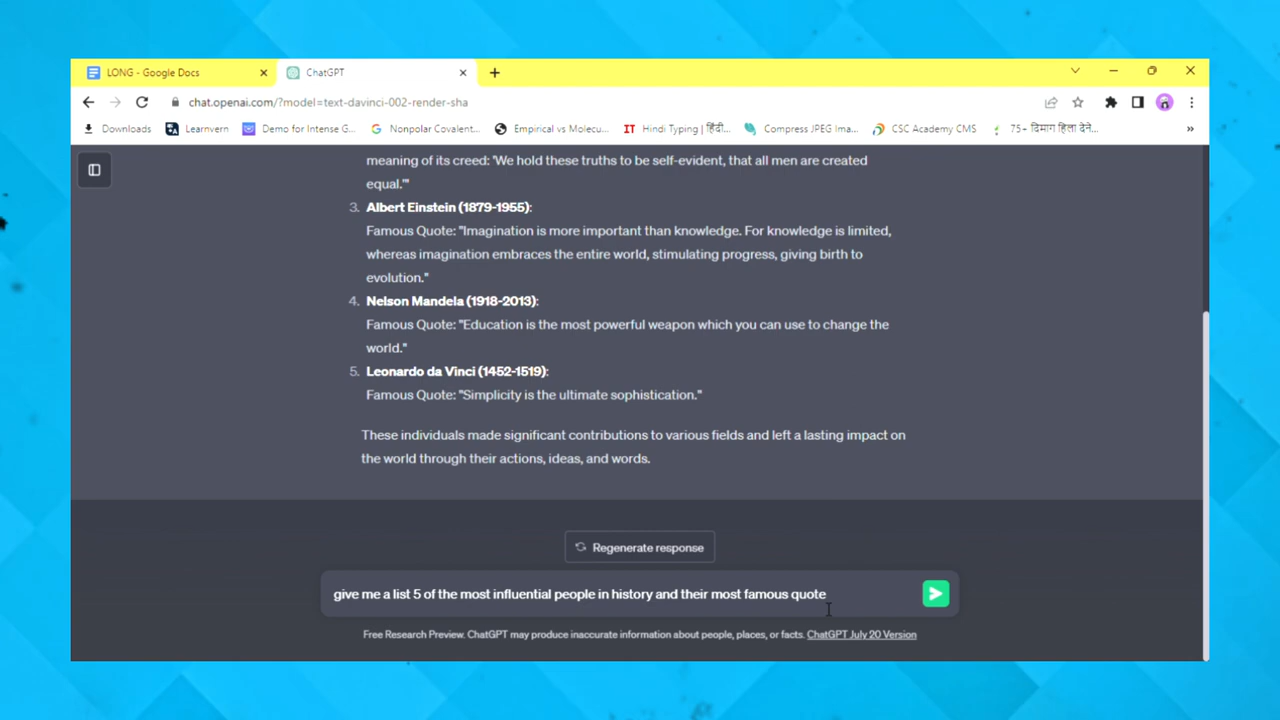 LONG - Google Docs
ChatGPT
chat.openai.com/?model=text-davinci-002-render-sha
Downloads
Learnvern
Demo for Intense G...
Nonpolar Covalent...
Empirical vs Molecu...
IT Hindi Typing | हिंदी...
Compress JPEG Ima...
CSC Academy CMS
75+ दिमाग हिला देने...
»
meaning of its creed: 'We hold these truths to be self-evident, that all men are created
equal.'"
3. Albert Einstein (1879-1955):
Famous Quote: "Imagination is more important than knowledge. For knowledge is limited,
whereas imagination embraces the entire world, stimulating progress, giving birth to
evolution."
4. Nelson Mandela (1918-2013):
Famous Quote: "Education is the most powerful weapon which you can use to change the
world."
5. Leonardo da Vinci (1452-1519):
Famous Quote: "Simplicity is the ultimate sophistication."
These individuals made significant contributions to various fields and left a lasting impact on
the world through their actions, ideas, and words.
Regenerate response
give me a list 5 of the most influential people in history and their most famous quote
Free Research Preview. ChatGPT may produce inaccurate information about people, places, or facts. ChatGPT July 20 Version